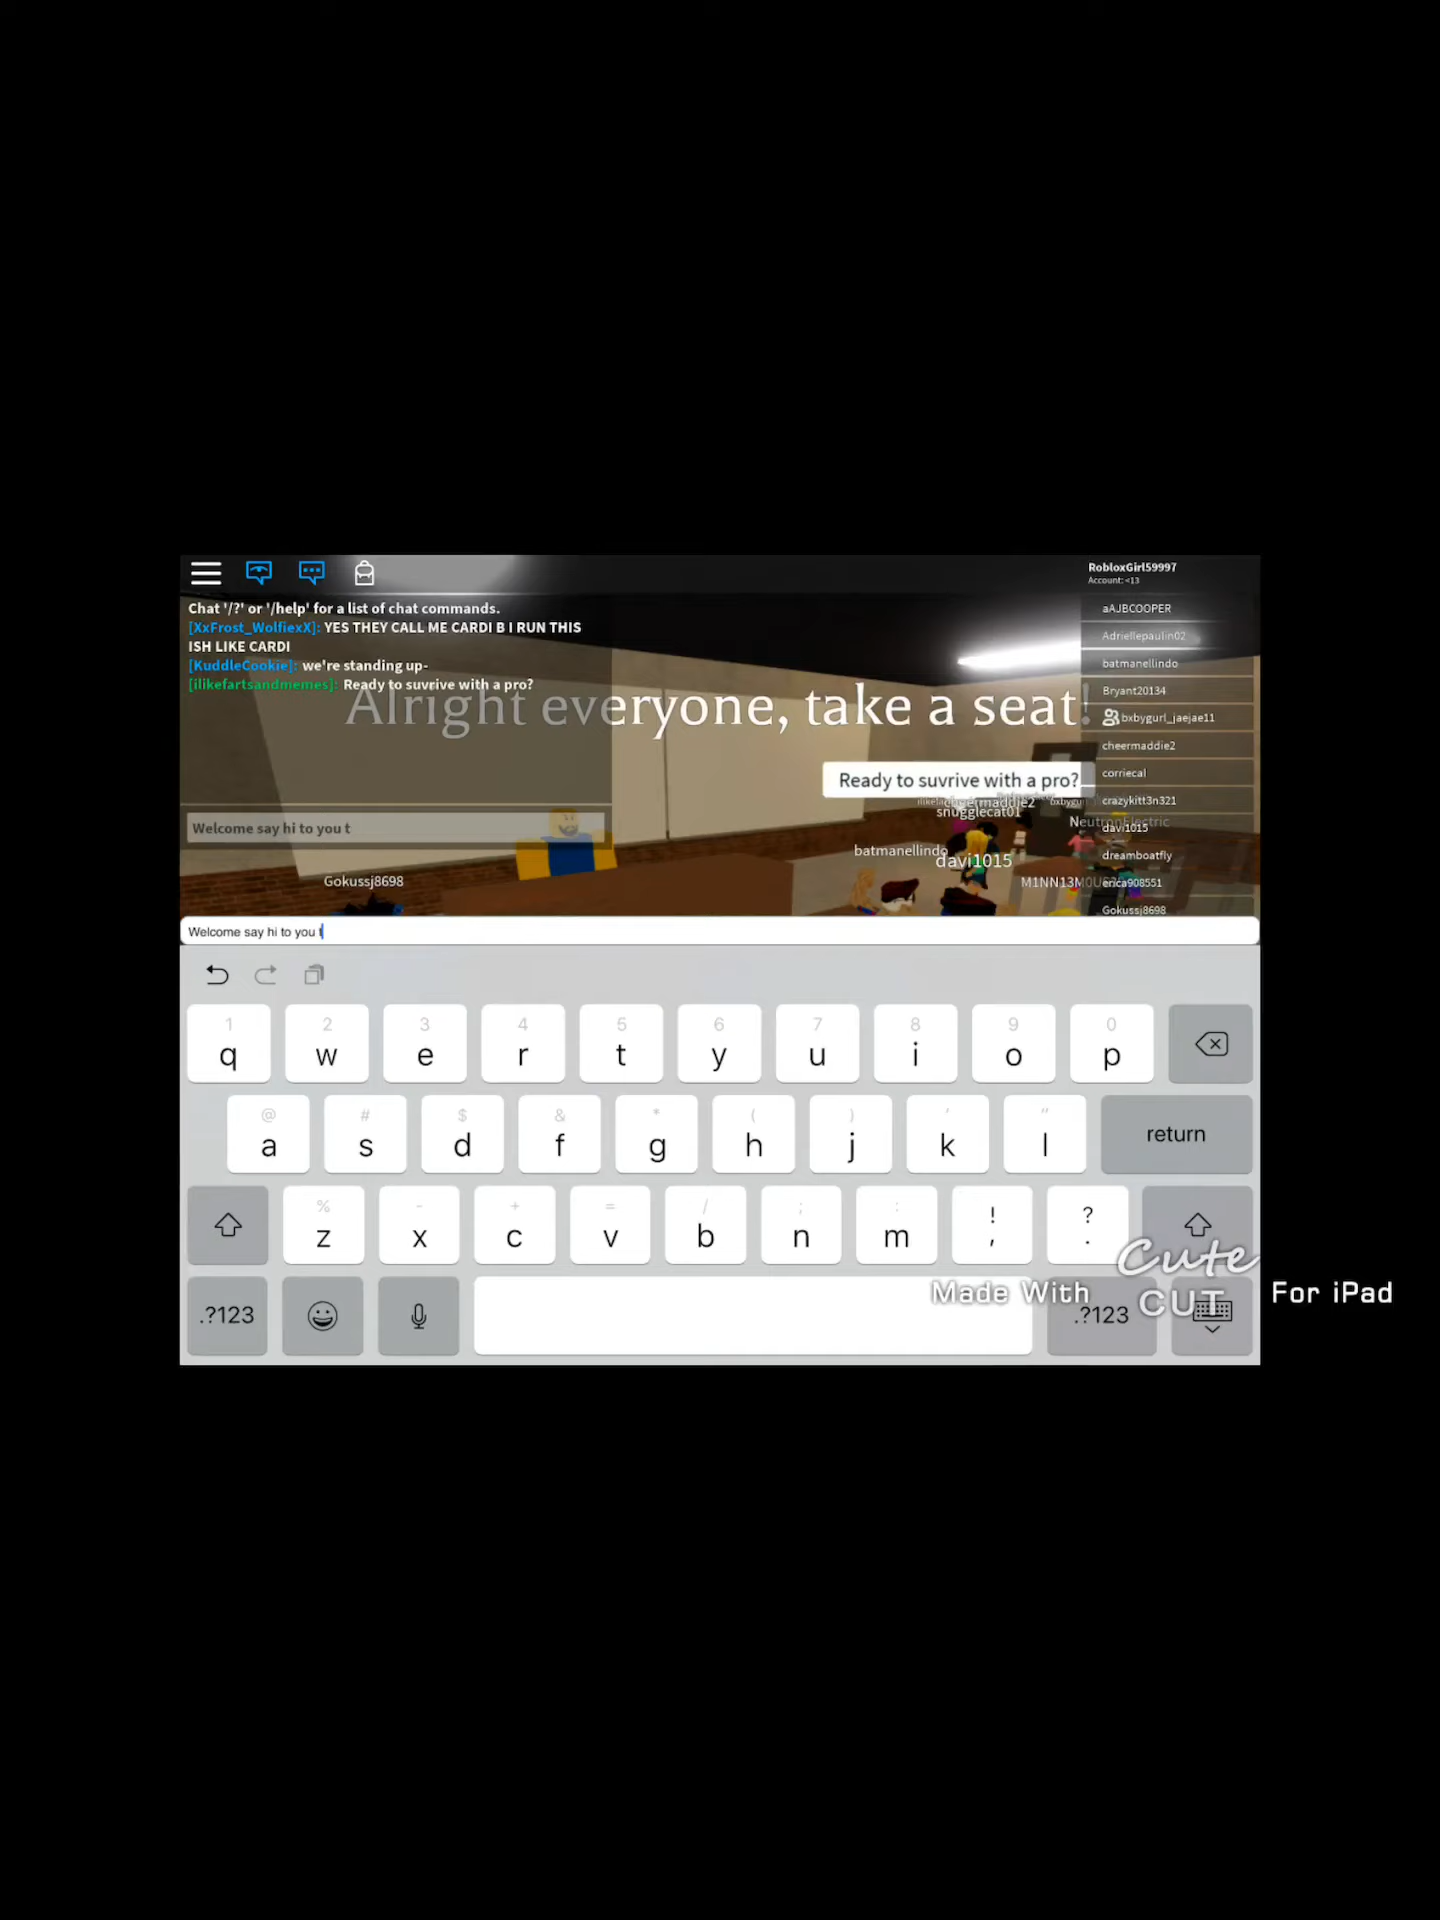 RobloxGirl59997
Account: <13
Chat '/?' or '/help' for a list of chat commands.
[XxFrost_WolfiexX]: YES THEY CALL ME CARDI B I RUN THIS
ISH LIKE CARDI
[KuddleCookie]: we're standing up-
[ilikefartsandmemes]: Ready to suvrive with a pro?
Alright everyone, take a seat!
aAJBCOOPER
Adriellepaulin02
batmanellindo
Bryant20134
bxbygurl_jaejae11
cheermaddie2
corriecal
crazykitt3n321
davi1015
dreamboatfly
erica908551
Gokussj8698
Ready to suvrive with a pro?
cheermaddie2
snugglecat01
NeutronElectric
batmanellindo
davi1015
Welcome say hi to you t
Gokussj8698
Welcome say hi to you t
1 2 3 4 5 6 7 8 9 0
q w e r t y u i o p
@ # $ & * ( ) ' "
a s d f g h j k l return
% - + = / ; : ! ?
z x c v b n m , .
.?123 .?123
Made With Cute CUT For iPad